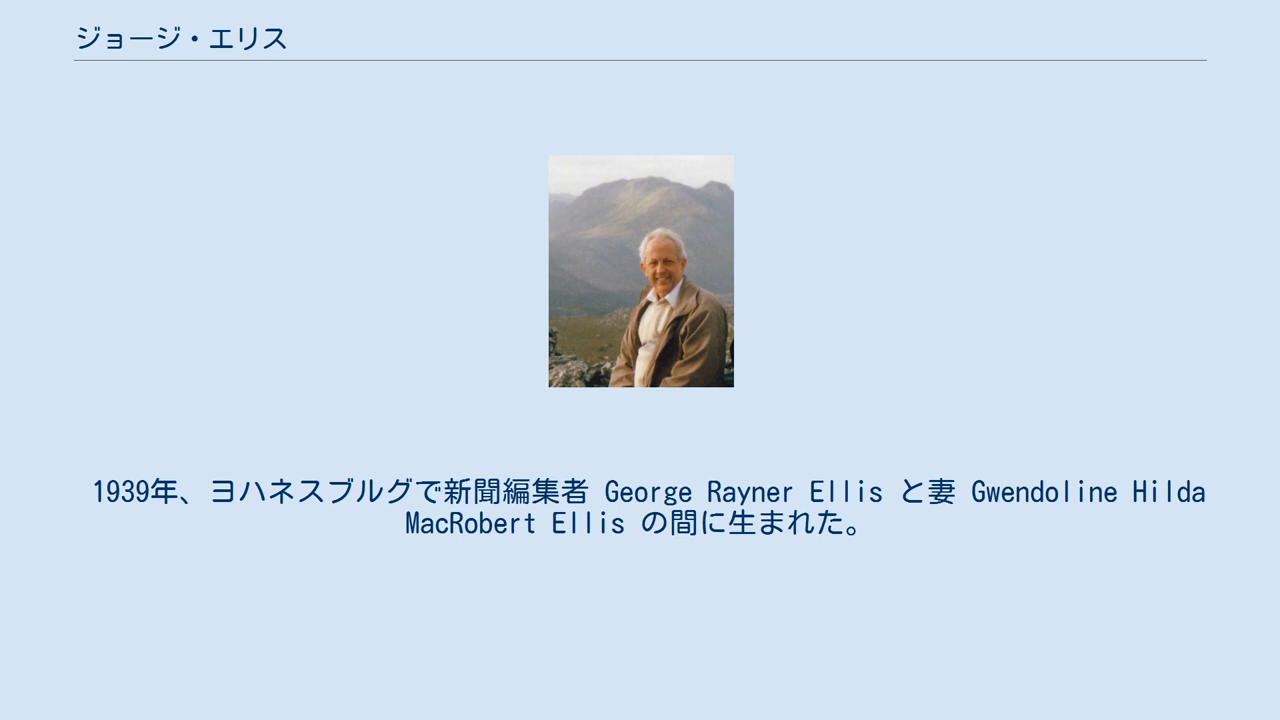 ジョージ・エリス
1939年、ヨハネスブルグで新聞編集者 George Rayner Ellis と妻 Gwendoline Hilda
MacRobert Ellis の間に生まれた。